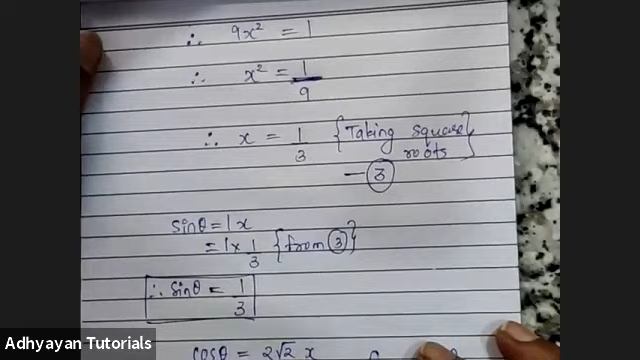 ∴ 9x² = 1
∴ x² = 1/9
∴ x = 1/3 {Taking square roots}
— ③
sinθ = 1x
= 1 × 1/3 {from ③}
∴ sinθ = 1/3
cosθ = 2√2 x
Adhyayan Tutorials